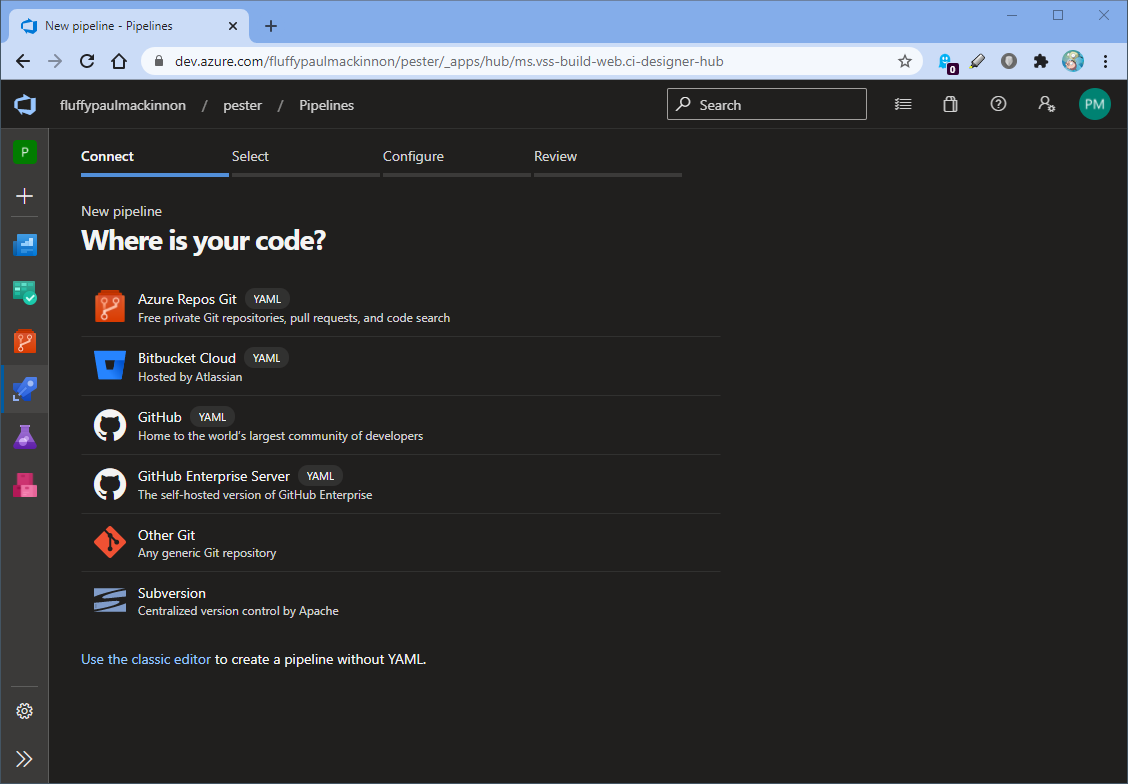 New pipeline - Pipelines
dev.azure.com/fluffypaulmackinnon/pester/_apps/hub/ms.vss-build-web.ci-designer-hub
0
fluffypaulmackinnon / pester / Pipelines
Search
PM
P
Connect Select Configure Review
New pipeline
Where is your code?
Azure Repos Git YAML
Free private Git repositories, pull requests, and code search
Bitbucket Cloud YAML
Hosted by Atlassian
GitHub YAML
Home to the world's largest community of developers
GitHub Enterprise Server YAML
The self-hosted version of GitHub Enterprise
Other Git
Any generic Git repository
Subversion
Centralized version control by Apache
Use the classic editor to create a pipeline without YAML.